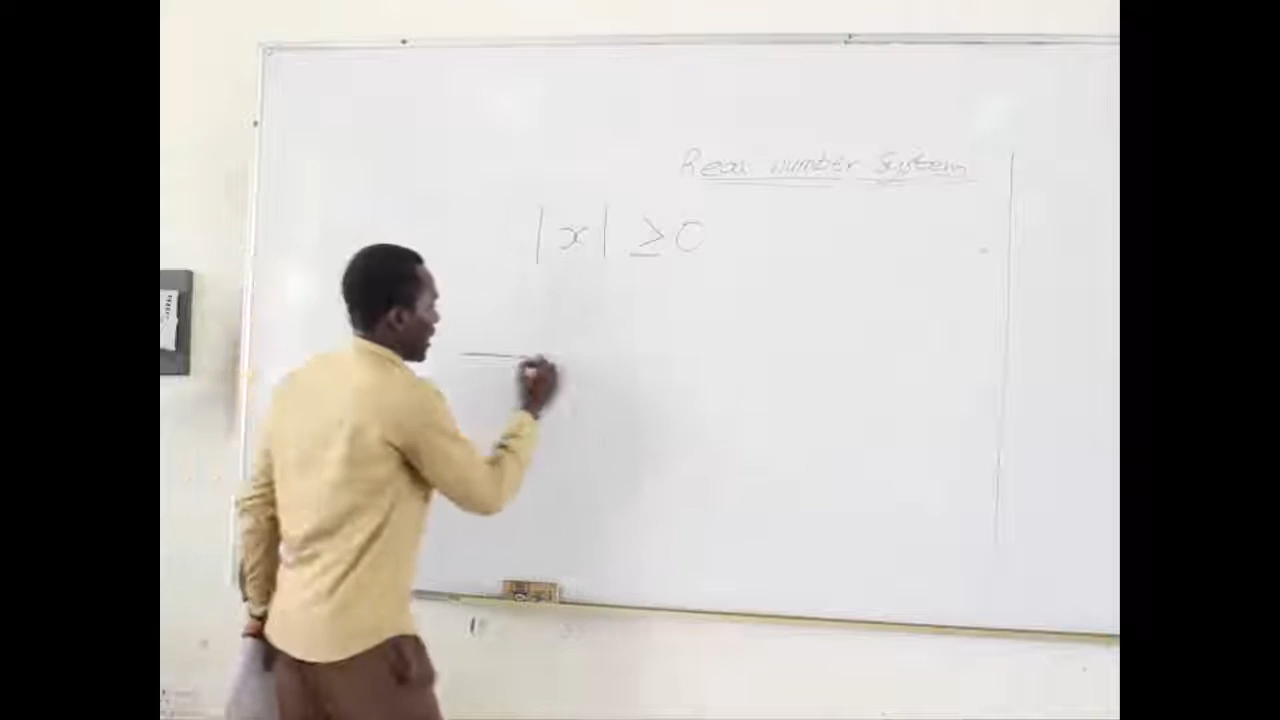 Real number system
|x| ≥ 0